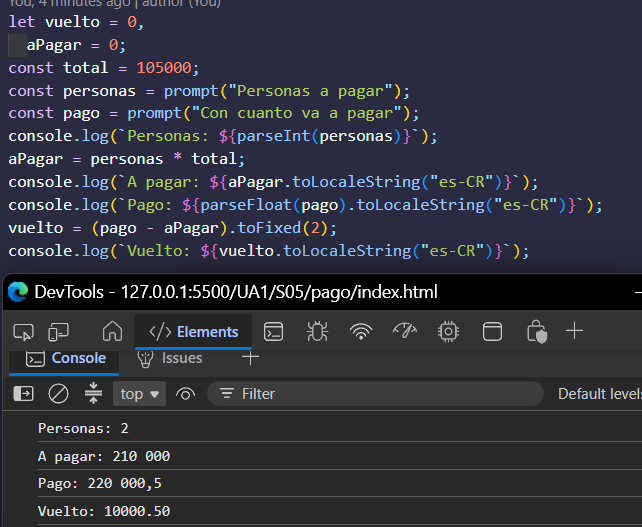 You, 4 minutes ago | author (You)
let vuelto = 0,
aPagar = 0;
const total = 105000;
const personas = prompt("Personas a pagar");
const pago = prompt("Con cuanto va a pagar");
console.log(`Personas: ${parseInt(personas)}`);
aPagar = personas * total;
console.log(`A pagar: ${aPagar.toLocaleString("es-CR")}`);
console.log(`Pago: ${parseFloat(pago).toLocaleString("es-CR")}`);
vuelto = (pago - aPagar).toFixed(2);
console.log(`Vuelto: ${vuelto.toLocaleString("es-CR")}`);
DevTools - 127.0.0.1:5500/UA1/S05/pago/index.html
</> Elements
Console Issues
top Filter Default levels
Personas: 2
A pagar: 210 000
Pago: 220 000,5
Vuelto: 10000.50